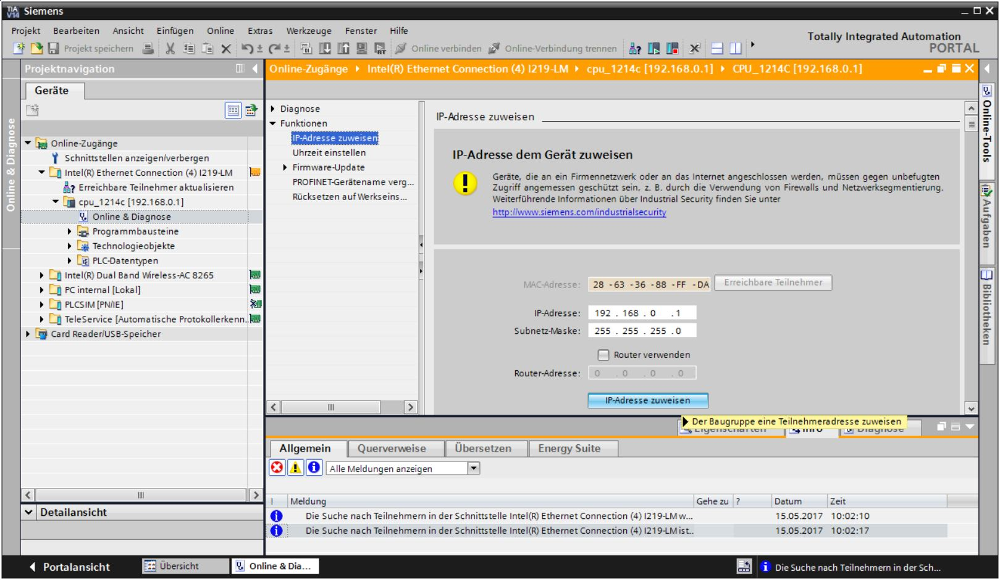 TIA V14 Siemens
Projekt Bearbeiten Ansicht Einfügen Online Extras Werkzeuge Fenster Hilfe
Totally Integrated Automation
PORTAL
Projekt speichern Online verbinden Online-Verbindung trennen
Projektnavigation
Online-Zugänge Intel(R) Ethernet Connection (4) I219-LM cpu_1214c [192.168.0.1] CPU_1214C [192.168.0.1]
Geräte
Online & Diagnose
Online-Zugänge
Schnittstellen anzeigen/verbergen
Intel(R) Ethernet Connection (4) I219-LM
Erreichbare Teilnehmer aktualisieren
cpu_1214c [192.168.0.1]
Online & Diagnose
Programmbausteine
Technologieobjekte
PLC-Datentypen
Intel(R) Dual Band Wireless-AC 8265
PC internal [Lokal]
PLCSIM [PN/IE]
TeleService [Automatische Protokollerkenn..
Card Reader/USB-Speicher
Detailansicht
Diagnose
Funktionen
IP-Adresse zuweisen
Uhrzeit einstellen
Firmware-Update
PROFINET-Gerätename verg...
Rücksetzen auf Werkseins...
IP-Adresse zuweisen
IP-Adresse dem Gerät zuweisen
Geräte, die an ein Firmennetzwerk oder an das Internet angeschlossen werden, müssen gegen unbefugten
Zugriff angemessen geschützt sein, z. B. durch die Verwendung von Firewalls und Netzwerksegmentierung.
Weiterführende Informationen über Industrial Security finden Sie unter
http://www.siemens.com/industrialsecurity
MAC-Adresse: 28 -63 -36 -88 -FF -DA Erreichbare Teilnehmer
IP-Adresse: 192 . 168 . 0 . 1
Subnetz-Maske: 255 . 255 . 255 . 0
Router verwenden
Router-Adresse: 0 . 0 . 0 . 0
IP-Adresse zuweisen
Der Baugruppe eine Teilnehmeradresse zuweisen
Eigenschaften Info Diagnose
Allgemein Querverweise Übersetzen Energy Suite
Alle Meldungen anzeigen
! Meldung Gehe zu ? Datum Zeit
Die Suche nach Teilnehmern in der Schnittstelle Intel(R) Ethernet Connection (4) I219-LM w... 15.05.2017 10:02:10
Die Suche nach Teilnehmern in der Schnittstelle Intel(R) Ethernet Connection (4) I219-LM ist.. 15.05.2017 10:02:17
Online-Tools
Aufgaben
Bibliotheken
Portalansicht Übersicht Online & Dia... Die Suche nach Teilnehmern in der Sch...